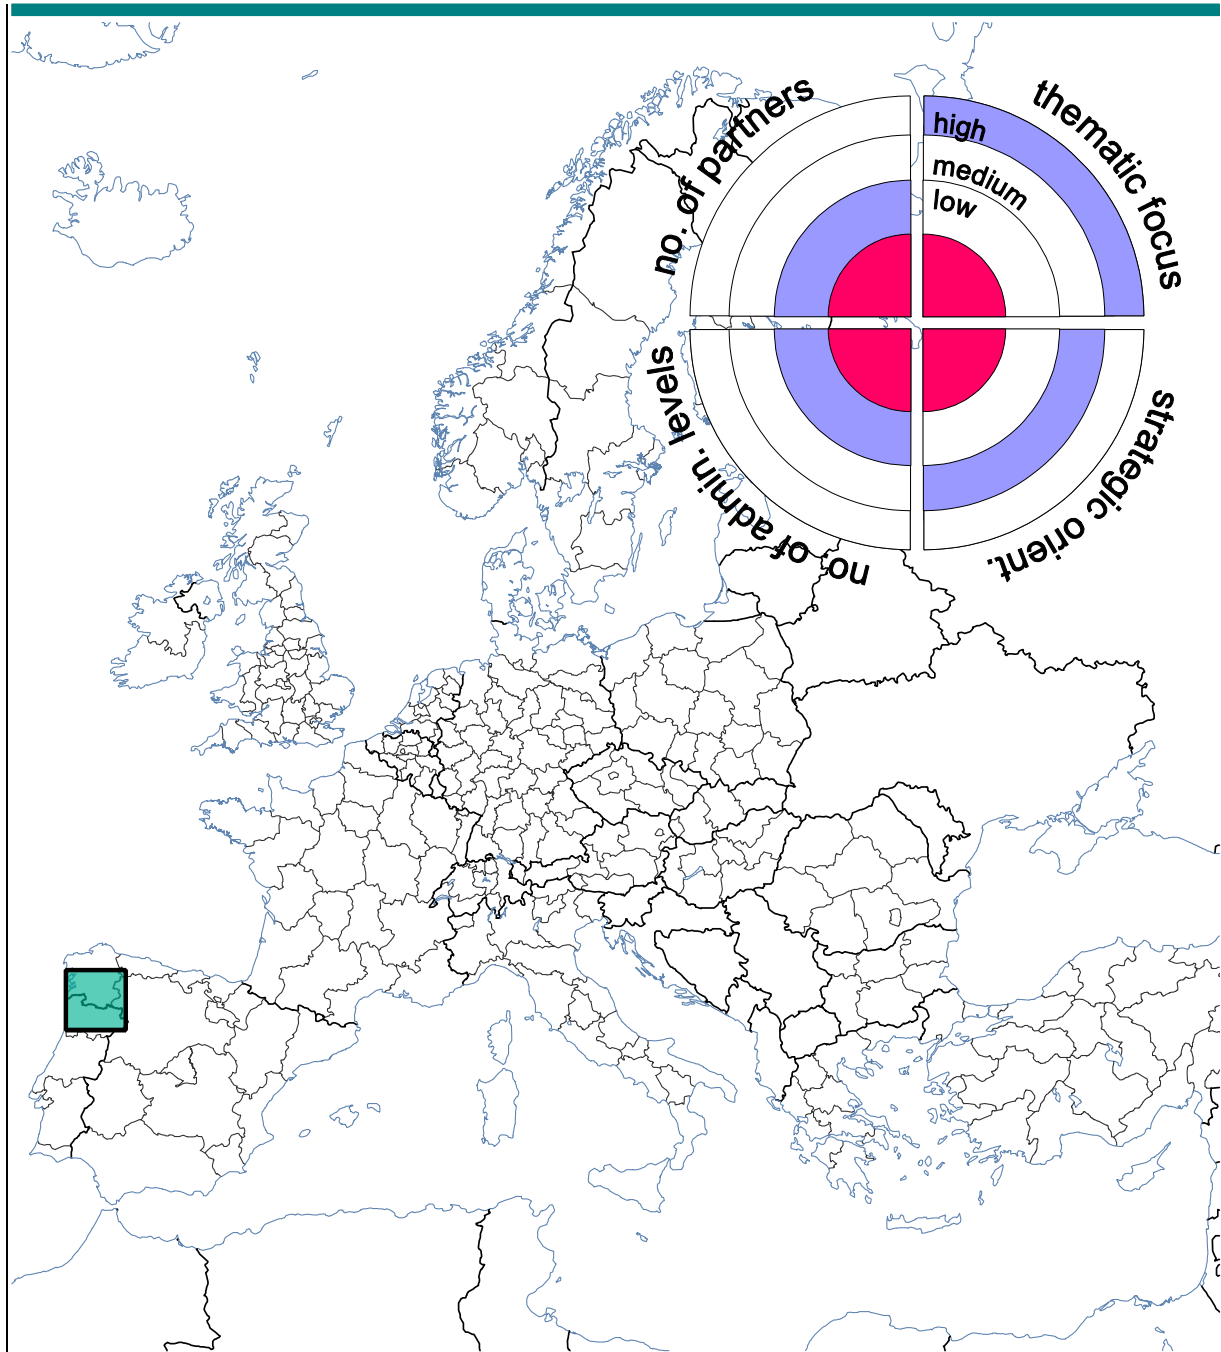 no. of partners
thematic focus
high
medium
low
no. of admin. levels
strategic orient.